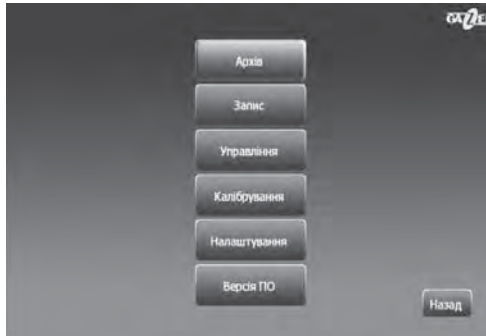 Архів
Запис
Управління
Калібрування
Налаштування
Версія ПО
Назад